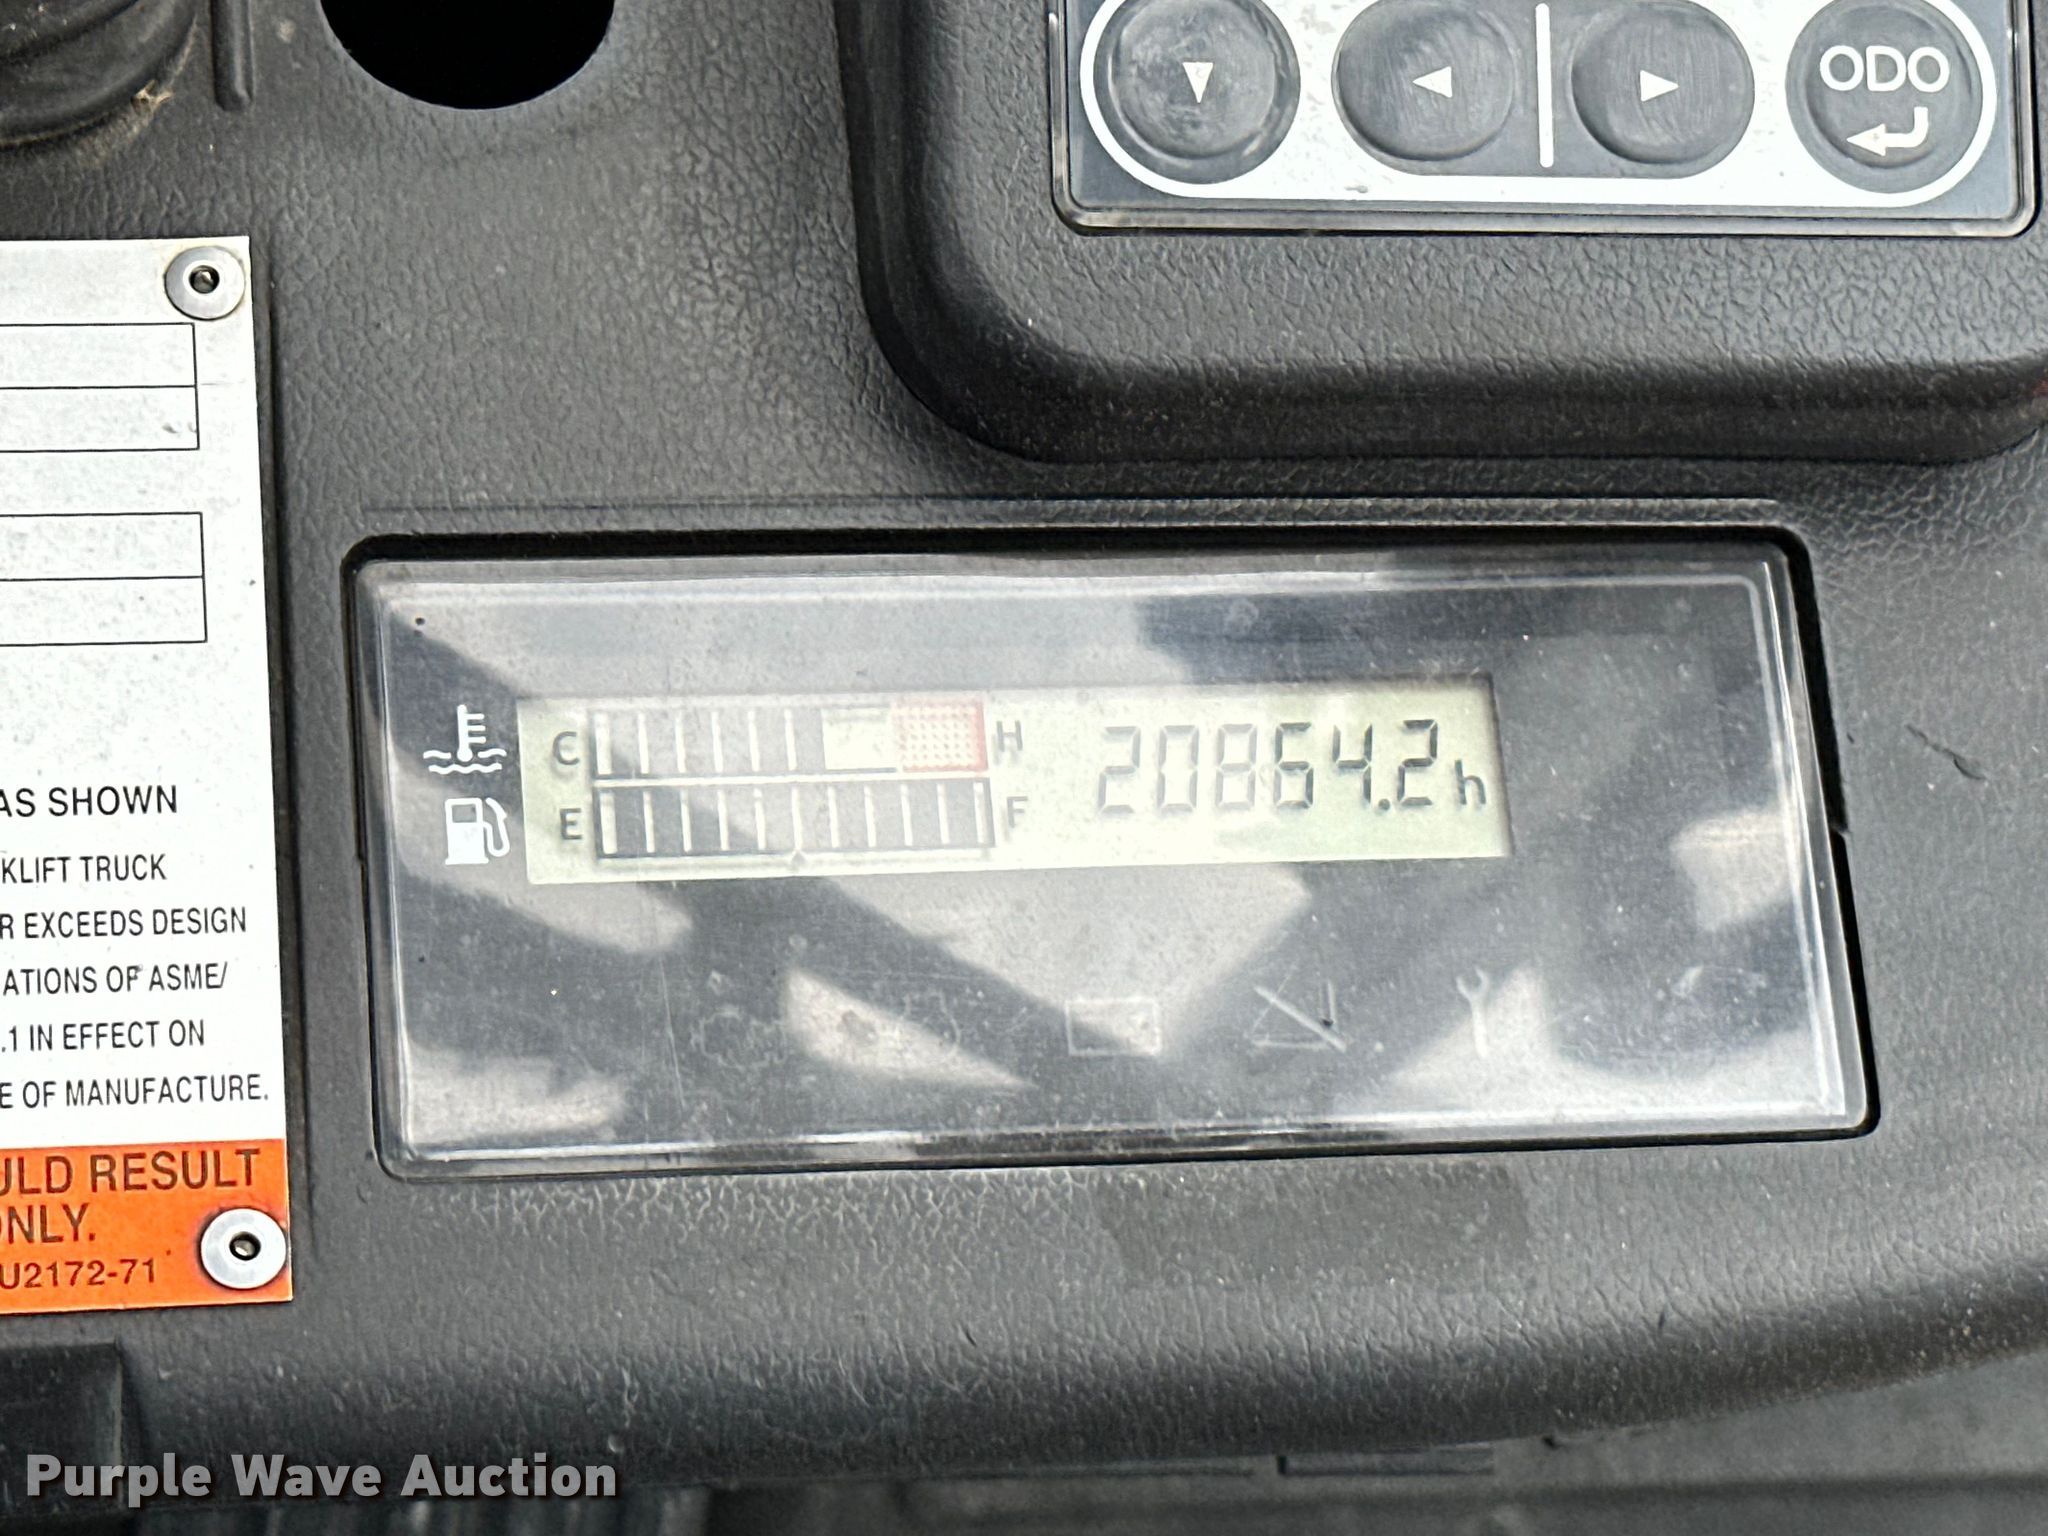 ODO
C H 20864.2h
E F
AS SHOWN
KLIFT TRUCK
R EXCEEDS DESIGN
ATIONS OF ASME/
.1 IN EFFECT ON
E OF MANUFACTURE.
ULD RESULT
ONLY.
U2172-71
Purple Wave Auction